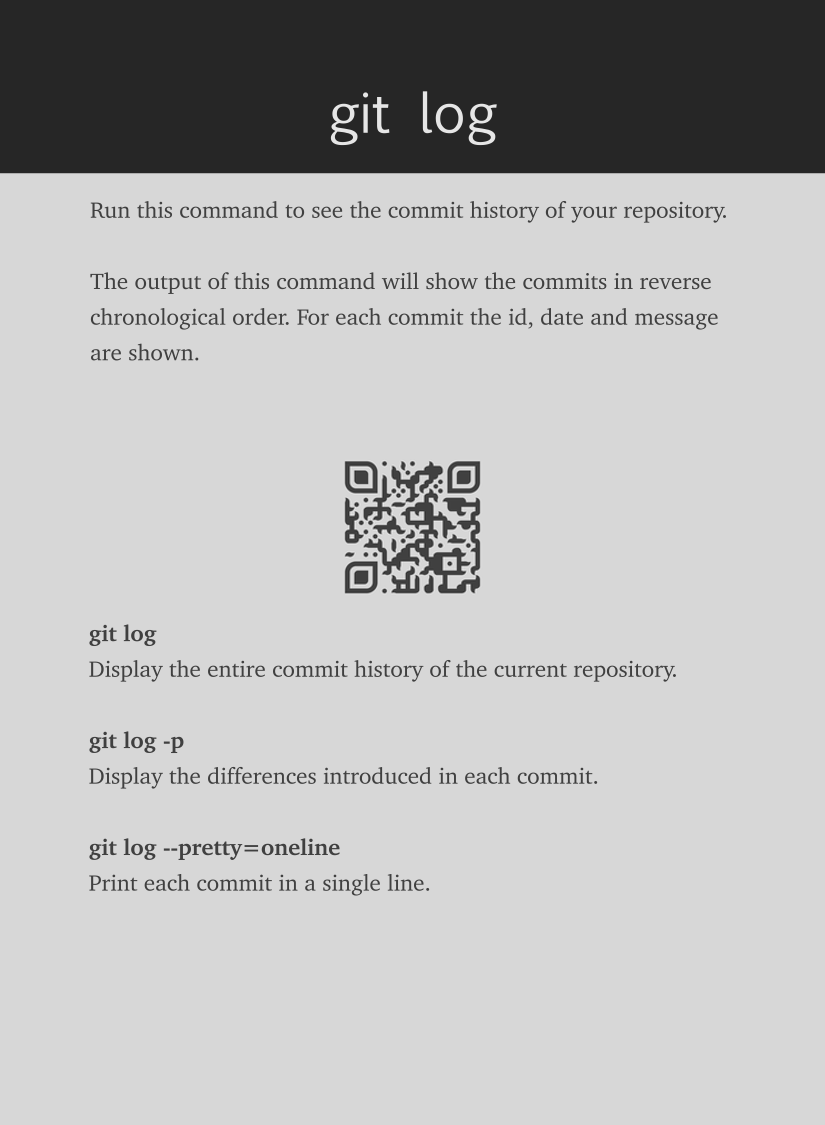 git log
Run this command to see the commit history of your repository.
The output of this command will show the commits in reverse
chronological order. For each commit the id, date and message
are shown.
git log
Display the entire commit history of the current repository.
git log -p
Display the differences introduced in each commit.
git log --pretty=oneline
Print each commit in a single line.